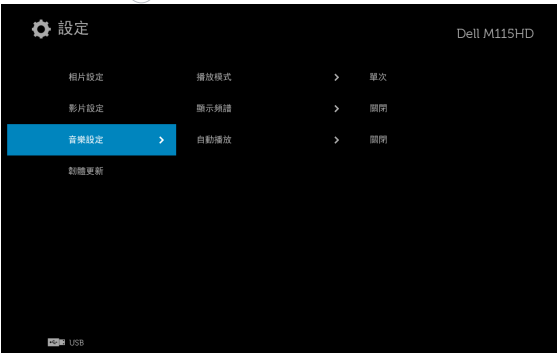 設定
Dell M115HD
相片設定 播放模式 > 單次
影片設定 顯示頻譜 > 關閉
音樂設定 > 自動播放 > 關閉
韌體更新
USB